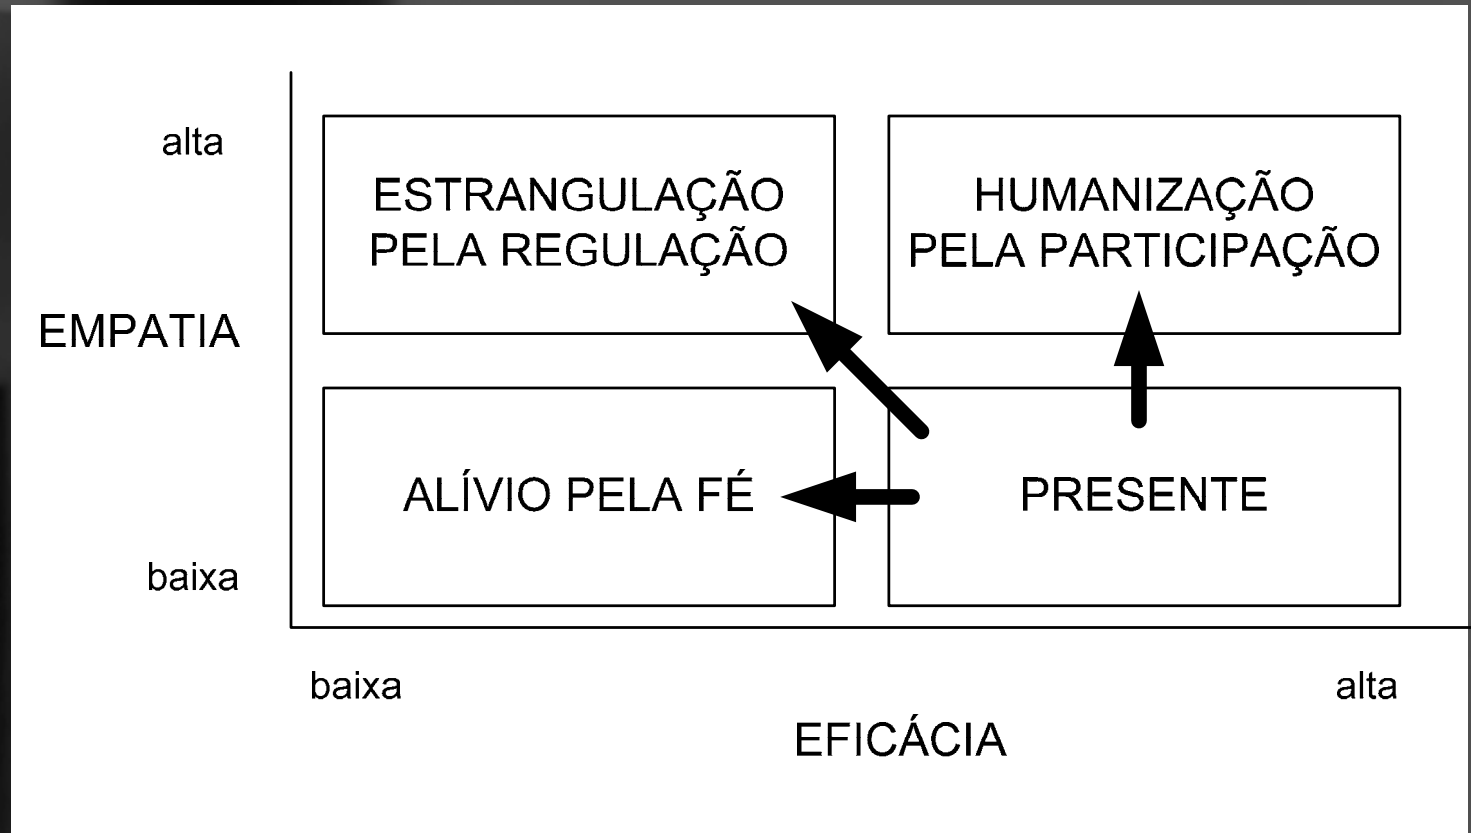 alta
ESTRANGULAÇÃO
PELA REGULAÇÃO
HUMANIZAÇÃO
PELA PARTICIPAÇÃO
EMPATIA
ALÍVIO PELA FÉ
PRESENTE
baixa
baixa
alta
EFICÁCIA